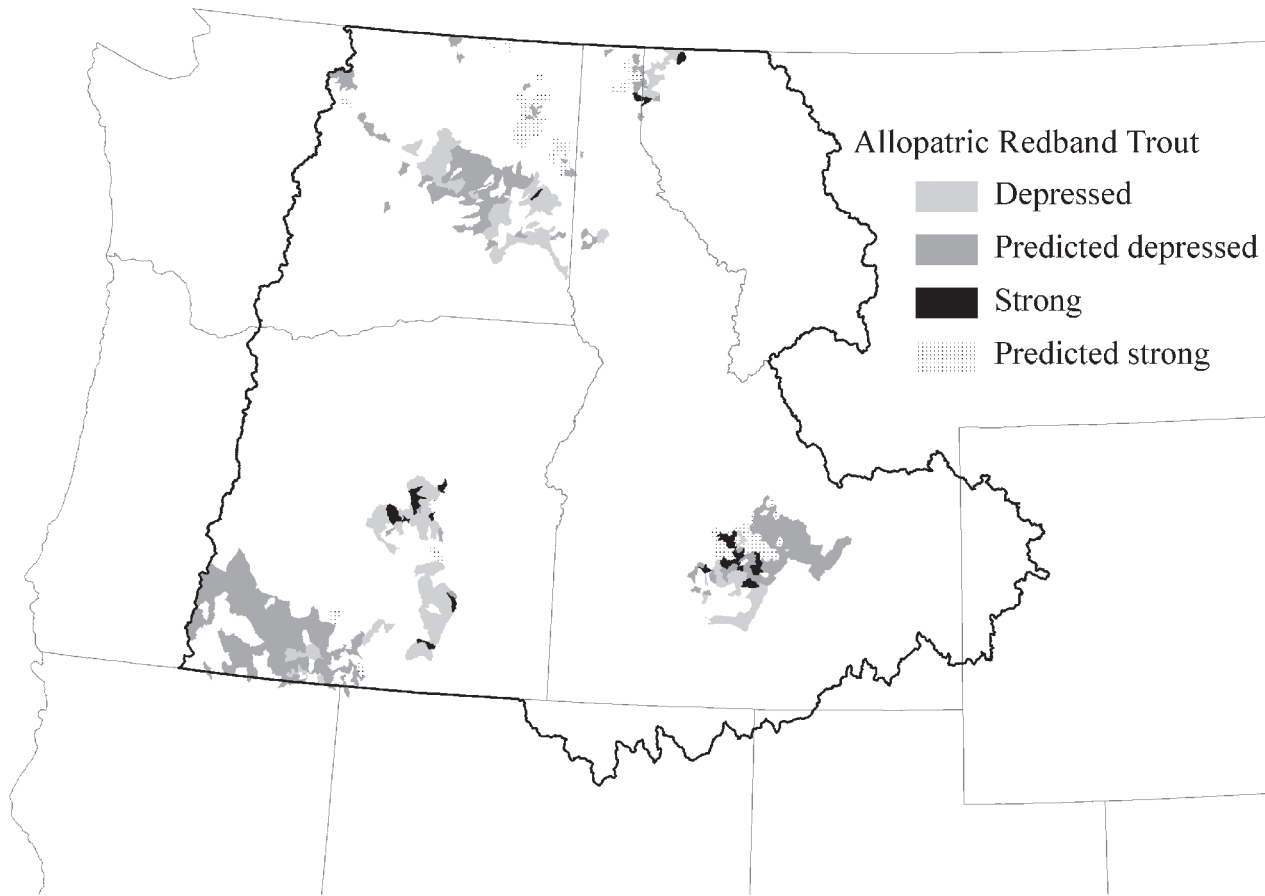 Allopatric Redband Trout
Depressed
Predicted depressed
Strong
Predicted strong